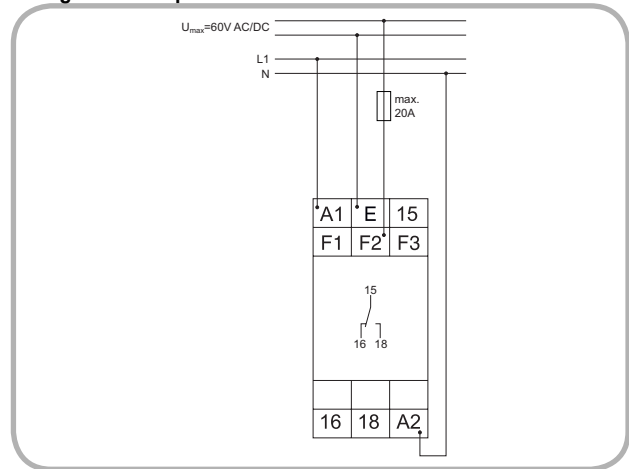 Umax=60V AC/DC
L1
N
max.
20A
A1 E 15
F1 F2 F3
15
16 18
16 18 A2